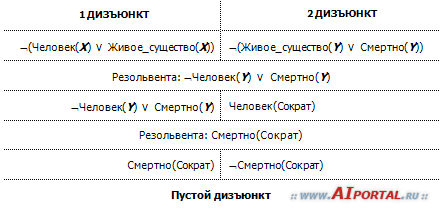 1 ДИЗЪЮНКТ 2 ДИЗЪЮНКТ
¬(Человек(X) ∨ Живое_существо(X)) ¬(Живое_существо(Y) ∨ Смертно(Y))
Резольвента: ¬Человек(Y) ∨ Смертно(Y)
¬Человек(Y) ∨ Смертно(Y) Человек(Сократ)
Резольвента: Смертно(Сократ)
Смертно(Сократ) ¬Смертно(Сократ)
Пустой дизъюнкт :: www.AIPORTAL.ru ::